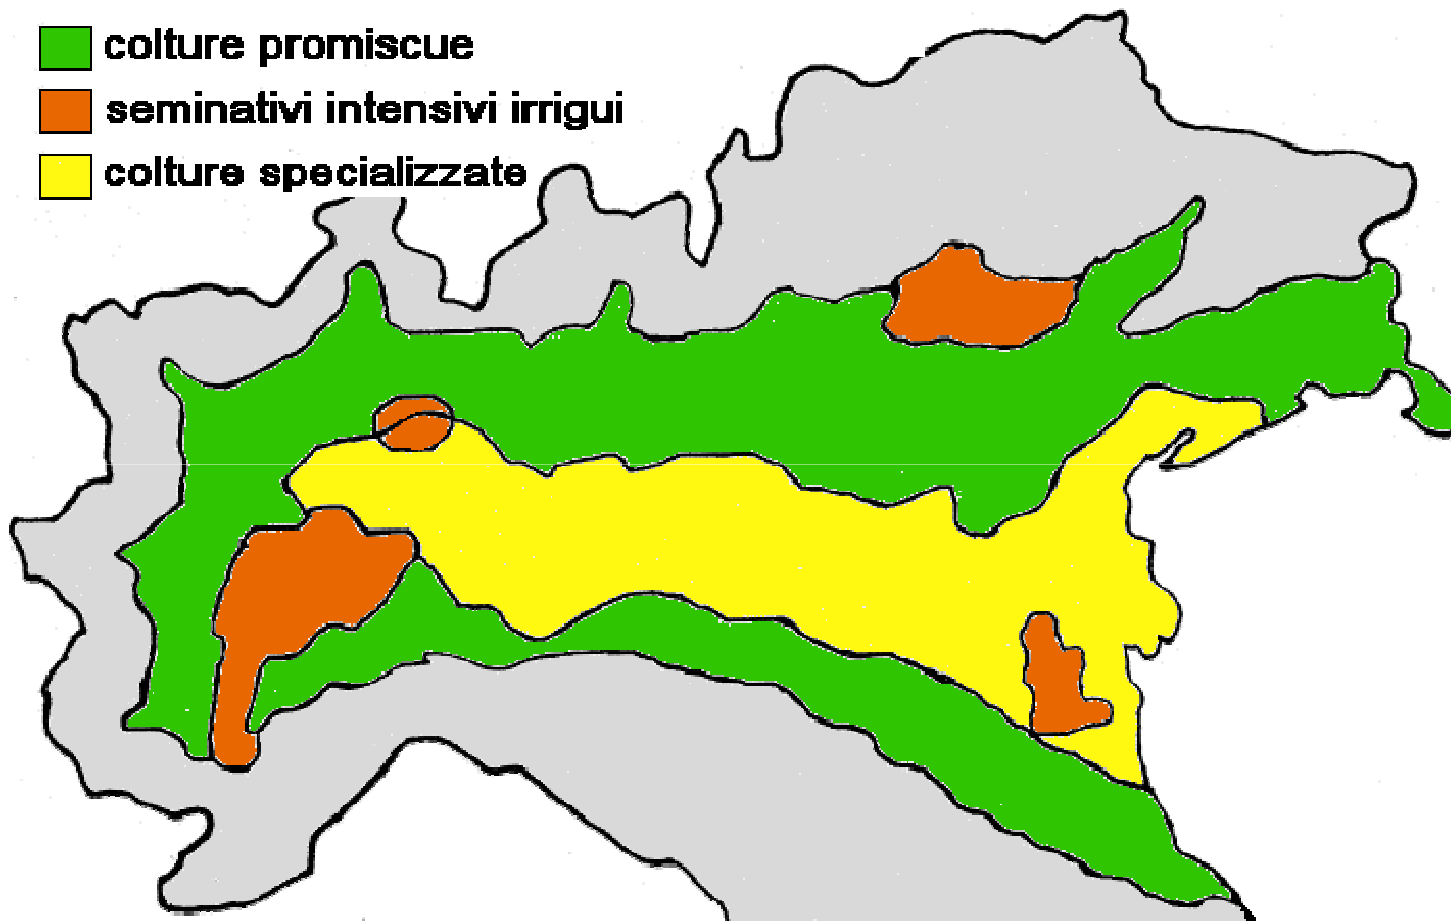 colture promiscue
seminativi intensivi irrigui
colture specializzate